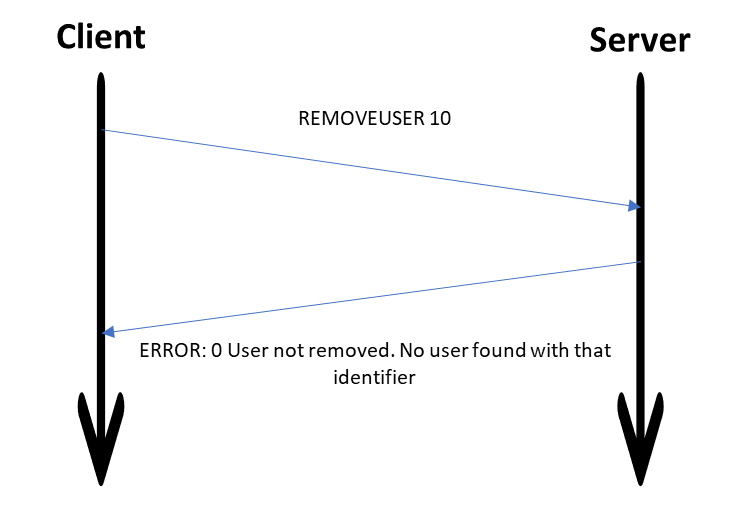 Client
Server
REMOVEUSER 10
ERROR: 0 User not removed. No user found with that
identifier